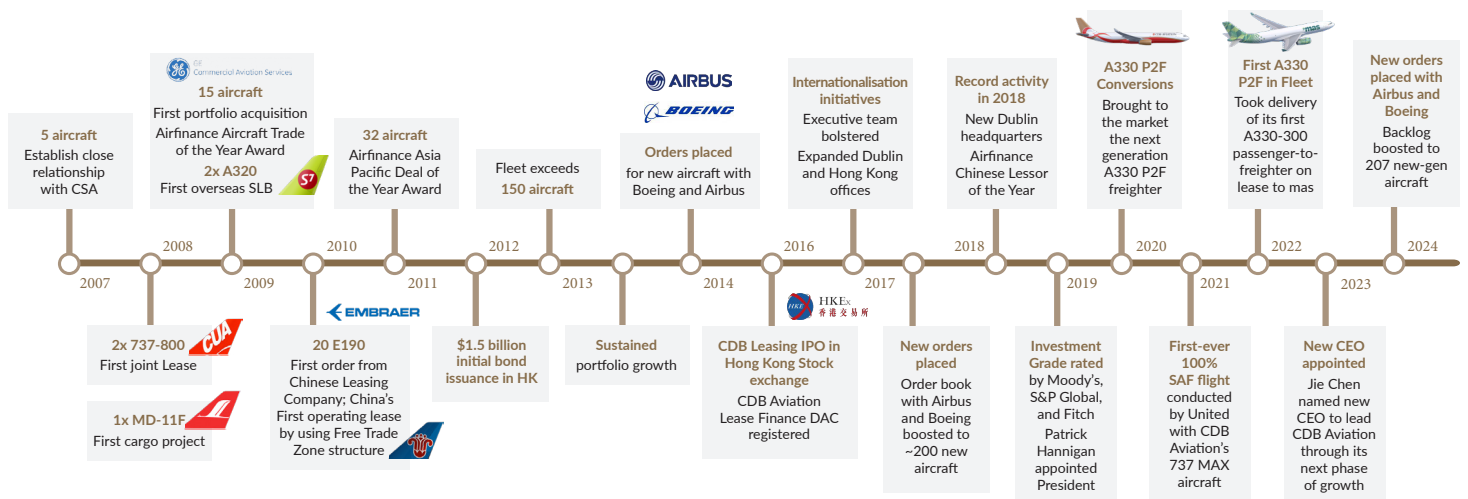 5 aircraft
Establish close
relationship
with CSA
GE
Commercial Aviation Services
15 aircraft
First portfolio acquisition
Airfinance Aircraft Trade
of the Year Award
2x A320
First overseas SLB
S7
32 aircraft
Airfinance Asia
Pacific Deal of
the Year Award
Fleet exceeds
150 aircraft
AIRBUS
BOEING
Orders placed
for new aircraft with
Boeing and Airbus
Internationalisation
initiatives
Executive team
bolstered
Expanded Dublin
and Hong Kong
offices
Record activity
in 2018
New Dublin
headquarters
Airfinance
Chinese Lessor
of the Year
A330 P2F
Conversions
Brought to
the market
the next
generation
A330 P2F
freighter
mas
First A330
P2F in Fleet
Took delivery
of its first
A330-300
passenger-to-
freighter on
lease to mas
New orders
placed with
Airbus and
Boeing
Backlog
boosted to
207 new-gen
aircraft
2007
2008
2009
2010
2011
2012
2013
2014
2016
2017
2018
2019
2020
2021
2022
2023
2024
2x 737-800
First joint Lease
CUA
1x MD-11F
First cargo project
EMBRAER
20 E190
First order from
Chinese Leasing
Company; China's
First operating lease
by using Free Trade
Zone structure
$1.5 billion
initial bond
issuance in HK
Sustained
portfolio growth
HKEx
香港交易所
CDB Leasing IPO in
Hong Kong Stock
exchange
CDB Aviation
Lease Finance DAC
registered
New orders
placed
Order book
with Airbus
and Boeing
boosted to
~200 new
aircraft
Investment
Grade rated
by Moody's,
S&P Global,
and Fitch
Patrick
Hannigan
appointed
President
First-ever
100%
SAF flight
conducted
by United
with CDB
Aviation's
737 MAX
aircraft
New CEO
appointed
Jie Chen
named new
CEO to lead
CDB Aviation
through its
next phase
of growth